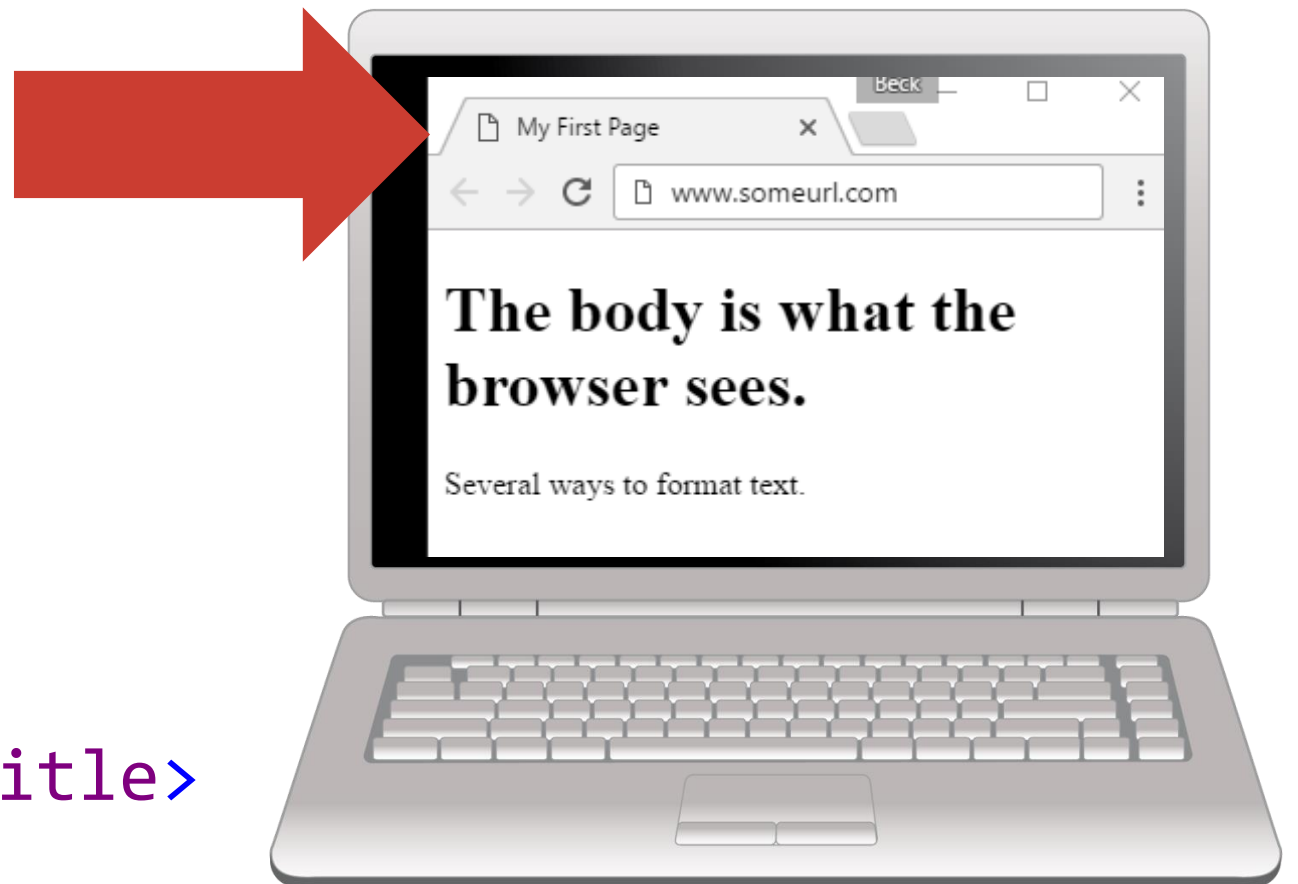 Beck
My First Page
www.someurl.com
The body is what the
browser sees.
Several ways to format text.
itle>